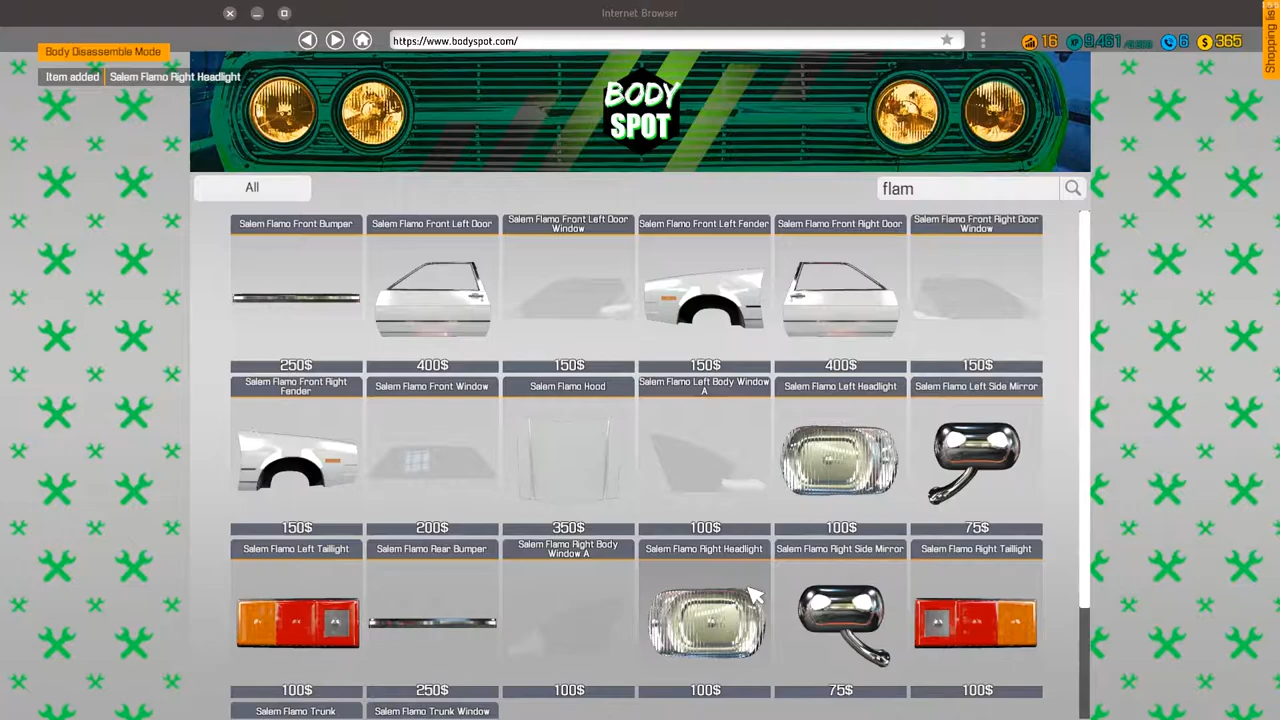 Internet Browser
https://www.bodyspot.com/
Body Disassemble Mode
Item added Salem Flamo Right Headlight
16
6
365
Shopping list
BODY
SPOT
All
flam
Salem Flamo Front Bumper
Salem Flamo Front Left Door
Salem Flamo Front Left Door
Window
Salem Flamo Front Left Fender
Salem Flamo Front Right Door
Salem Flamo Front Right Door
Window
250$
400$
150$
150$
400$
150$
Salem Flamo Front Right
Fender
Salem Flamo Front Window
Salem Flamo Hood
Salem Flamo Left Body Window
A
Salem Flamo Left Headlight
Salem Flamo Left Side Mirror
150$
200$
350$
100$
100$
75$
Salem Flamo Left Taillight
Salem Flamo Rear Bumper
Salem Flamo Right Body
Window A
Salem Flamo Right Headlight
Salem Flamo Right Side Mirror
Salem Flamo Right Taillight
100$
250$
100$
100$
75$
100$
Salem Flamo Trunk
Salem Flamo Trunk Window